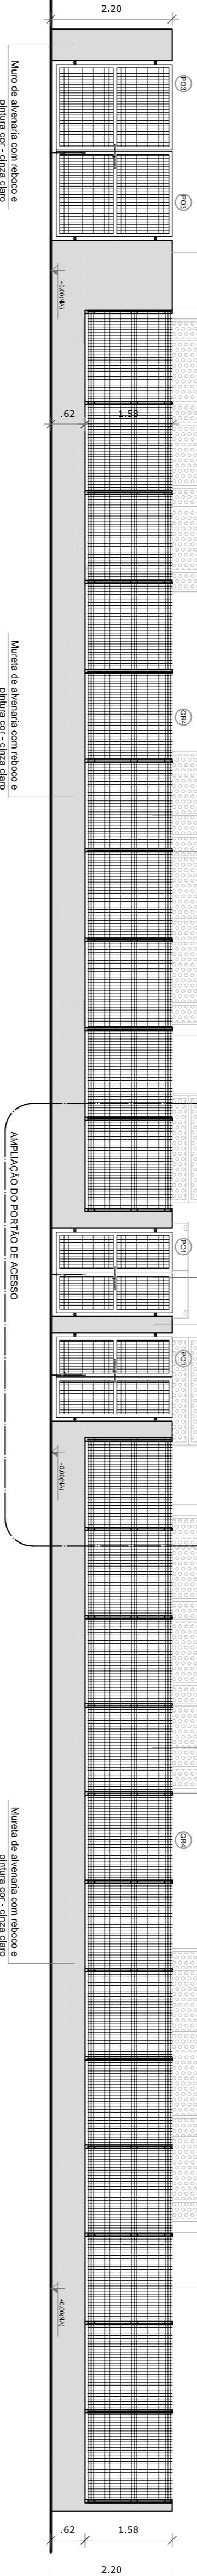 2.20
Muro de alvenaria com reboco e
pintura cor - cinza claro
PO3
PO3
+0,00(NA)
.62
1.58
GR4
Mureta de alvenaria com reboco e
pintura cor - cinza claro
AMPLIAÇÃO DO PORTÃO DE ACESSO
PO1
+0,00(NA)
GR4
Mureta de alvenaria com reboco e
pintura cor - cinza claro
+0,00(NA)
.62
1.58
2.20